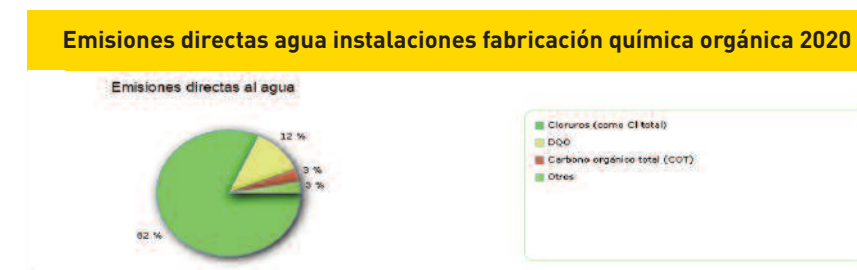 Emisiones directas agua instalaciones fabricación química orgánica 2020
Emisiones directas al agua
12 %
3 %
3 %
82 %
Cloruros (como Cl total)
DQO
Carbono orgánico total (COT)
Otros